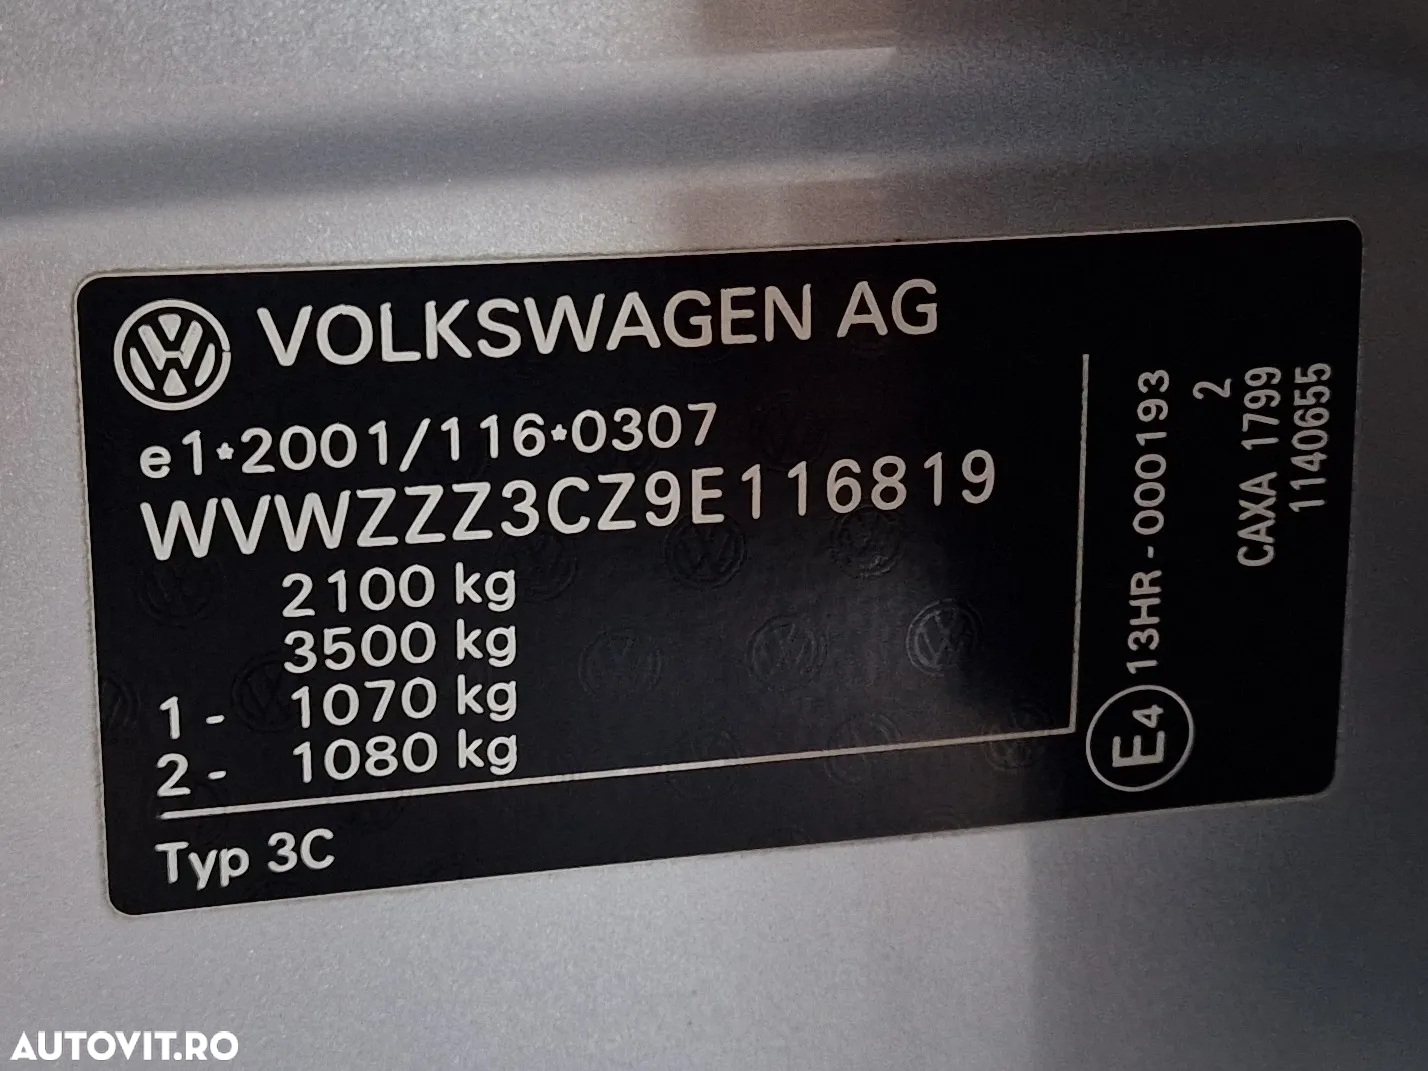 VOLKSWAGEN AG
e1*2001/116*0307
WVWZZZ3CZ9E116819
2100 kg
3500 kg
1 - 1070 kg
2 - 1080 kg
Typ 3C
E4 13HR - 000193
2
CAXA 1799
1140655
AUTOVIT.RO